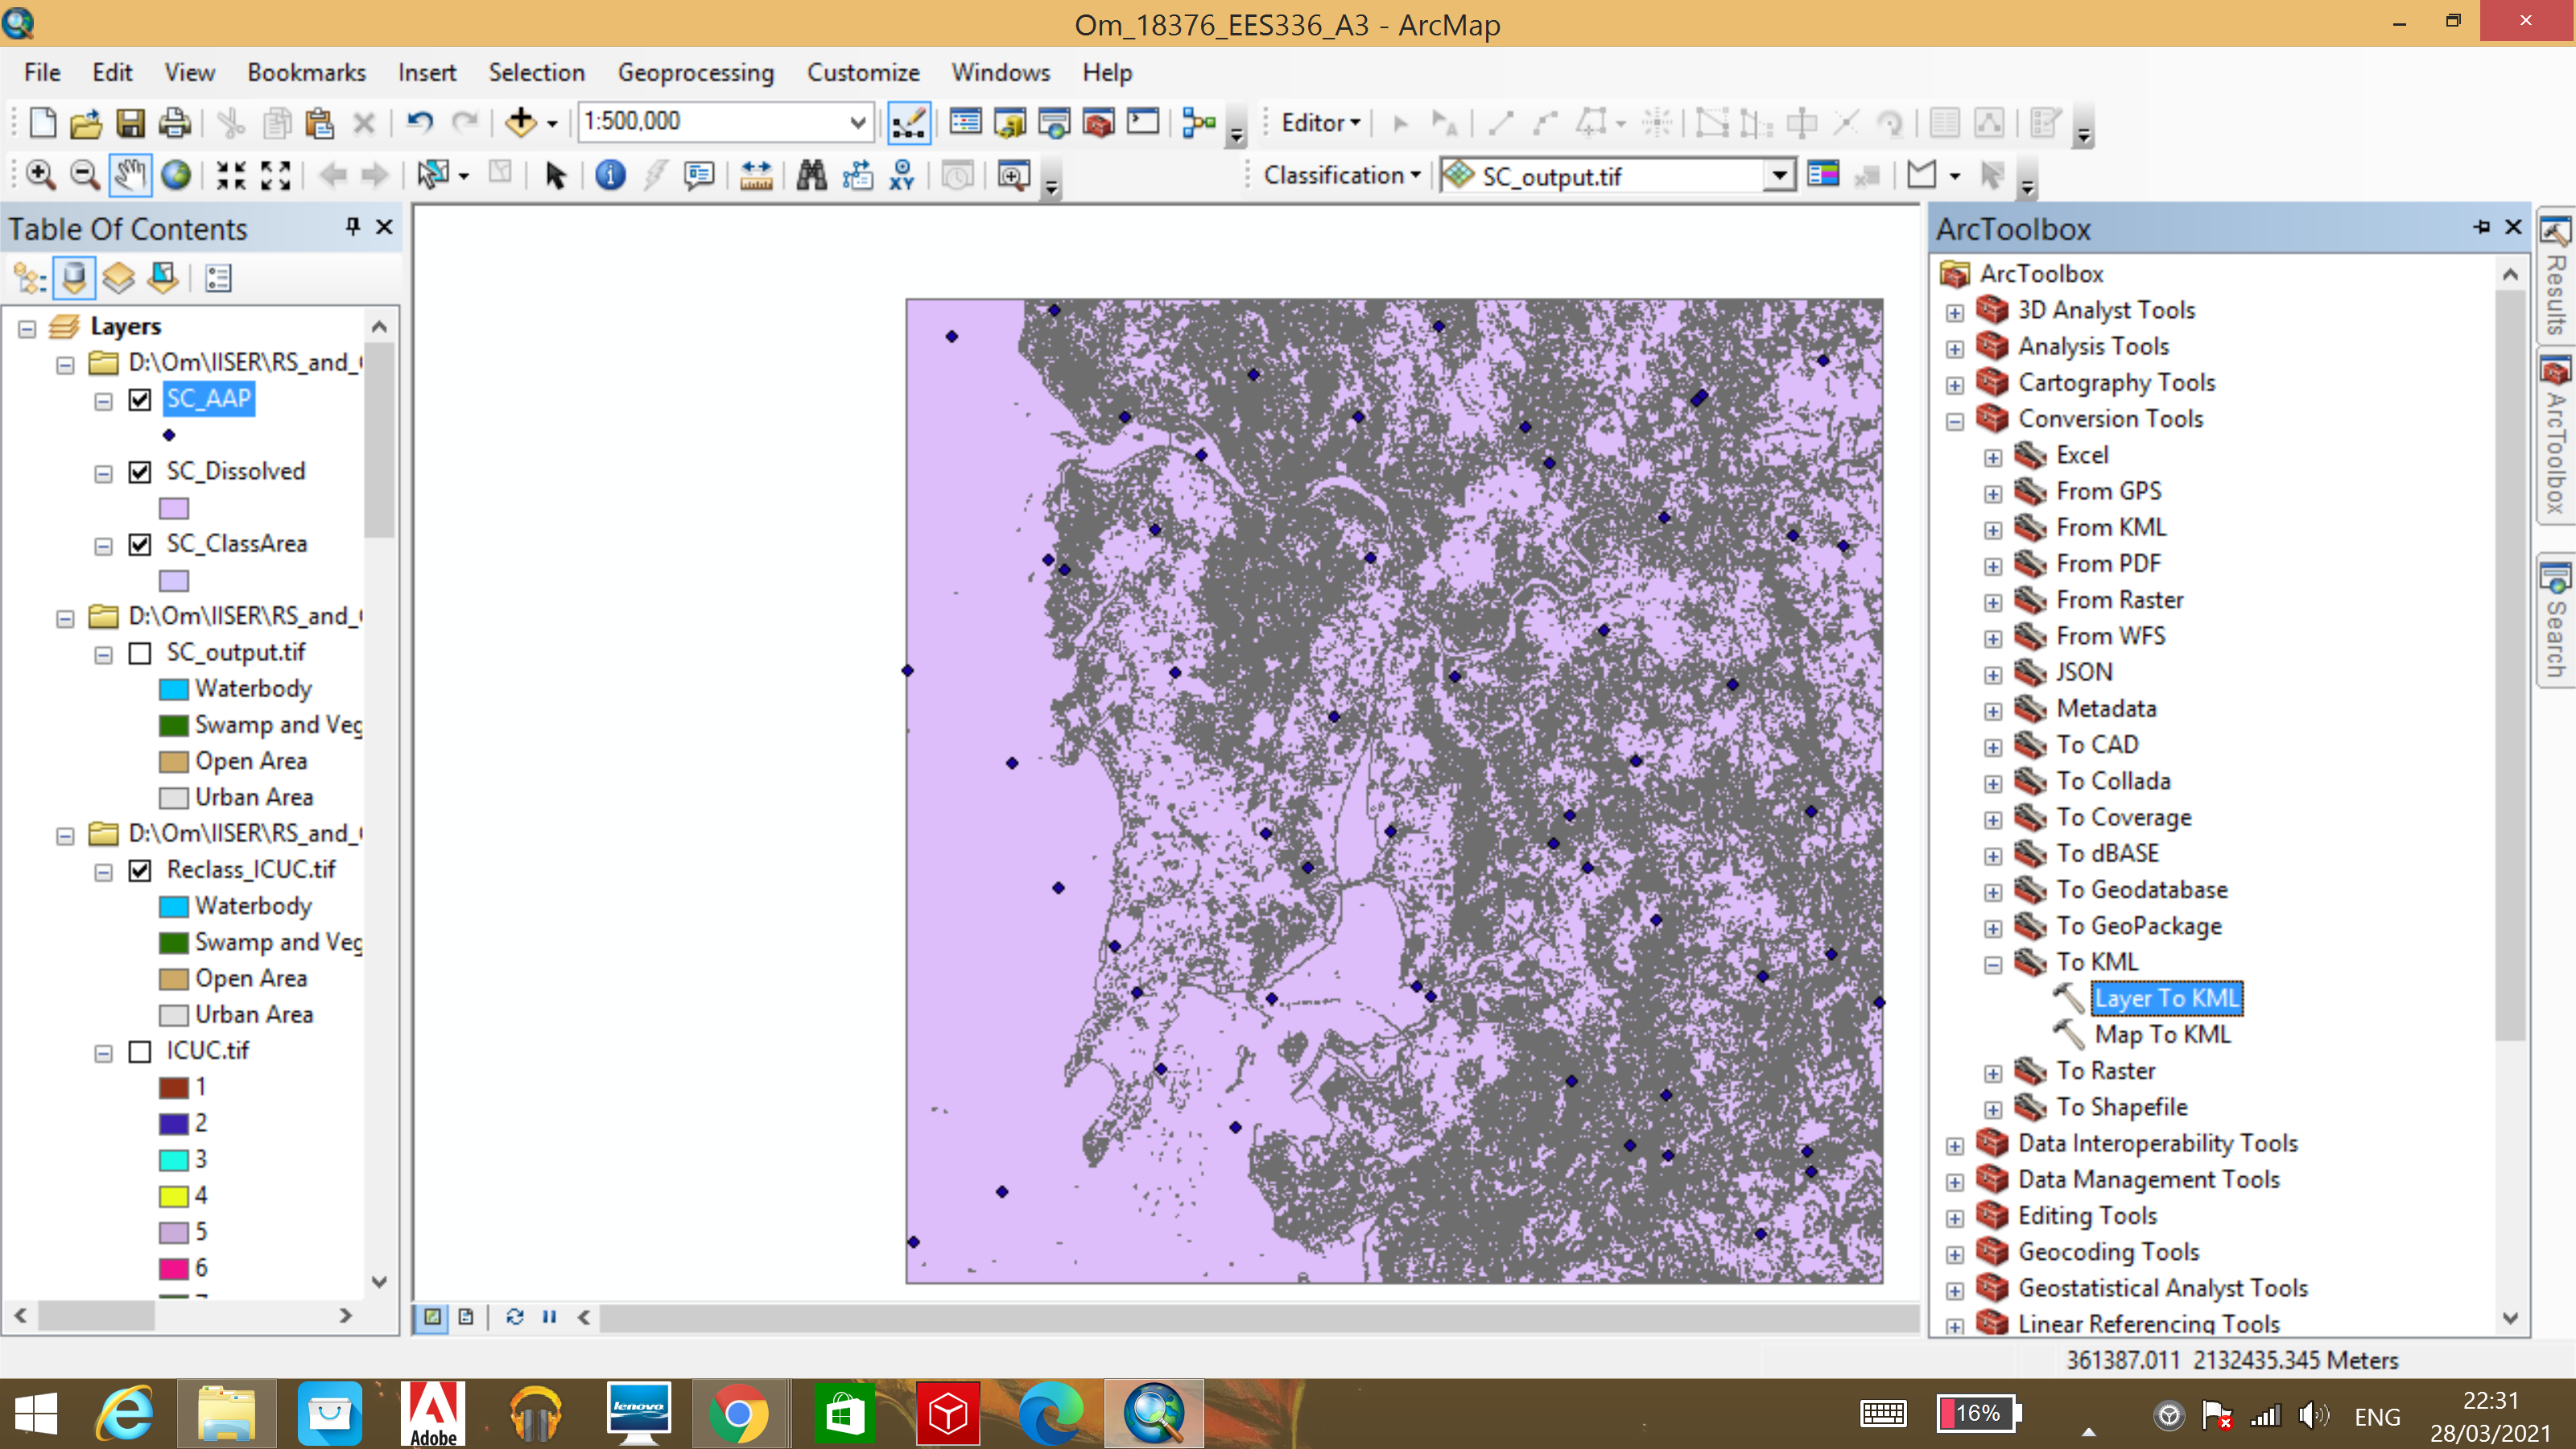 Om_18376_EES336_A3 - ArcMap
File Edit View Bookmarks Insert Selection Geoprocessing Customize Windows Help
1:500,000
Editor
Classification SC_output.tif
XY
Table Of Contents
Layers
D:\Om\IISER\RS_and_
SC_AAP
SC_Dissolved
SC_ClassArea
D:\Om\IISER\RS_and_
SC_output.tif
Waterbody
Swamp and Veg
Open Area
Urban Area
D:\Om\IISER\RS_and_
Reclass_ICUC.tif
Waterbody
Swamp and Veg
Open Area
Urban Area
ICUC.tif
1
2
3
4
5
6
ArcToolbox
ArcToolbox
3D Analyst Tools
Analysis Tools
Cartography Tools
Conversion Tools
Excel
From GPS
From KML
From PDF
From Raster
From WFS
JSON
Metadata
To CAD
To Collada
To Coverage
To dBASE
To Geodatabase
To GeoPackage
To KML
Layer To KML
Map To KML
To Raster
To Shapefile
Data Interoperability Tools
Data Management Tools
Editing Tools
Geocoding Tools
Geostatistical Analyst Tools
Linear Referencing Tools
Results
ArcToolbox
Search
361387.011 2132435.345 Meters
Adobe
lenovo
16%
ENG
22:31
28/03/2021